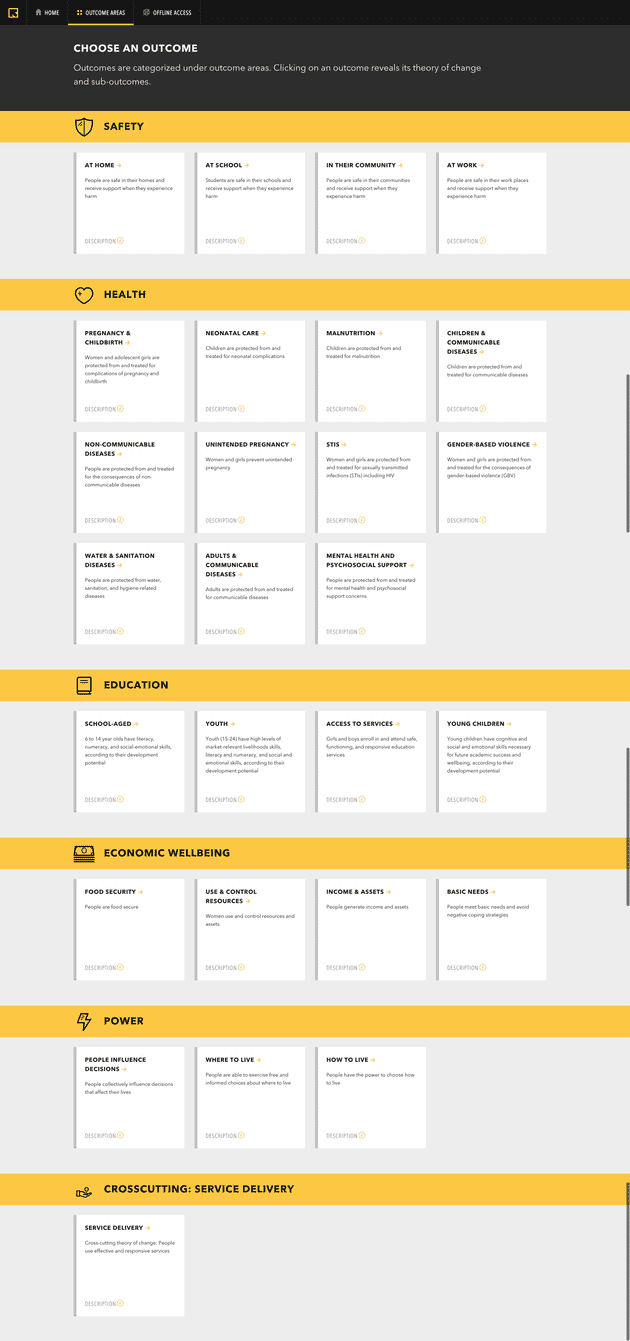 HOME OUTCOME AREAS OFFLINE ACCESS
CHOOSE AN OUTCOME
Outcomes are categorized under outcome areas. Clicking on an outcome reveals its theory of change
and sub-outcomes.
SAFETY
AT HOME →
People are safe in their homes and
receive support when they experience
harm
DESCRIPTION
AT SCHOOL →
Students are safe in their schools and
receive support when they experience
harm
DESCRIPTION
IN THEIR COMMUNITY →
People are safe in their communities
and receive support when they
experience harm
DESCRIPTION
AT WORK →
People are safe in their work places
and receive support when they
experience harm
DESCRIPTION
HEALTH
PREGNANCY &
CHILDBIRTH →
Women and adolescent girls are
protected from and treated for
complications of pregnancy and
childbirth
DESCRIPTION
NEONATAL CARE →
Children are protected from and
treated for neonatal complications
DESCRIPTION
MALNUTRITION →
Children are protected from and
treated for malnutrition
DESCRIPTION
CHILDREN &
COMMUNICABLE
DISEASES →
Children are protected from and
treated for communicable diseases
DESCRIPTION
NON-COMMUNICABLE
DISEASES →
People are protected from and treated
for the consequences of non-
communicable diseases
DESCRIPTION
UNINTENDED PREGNANCY →
Women and girls prevent unintended
pregnancy
DESCRIPTION
STIS →
Women and girls are protected from
and treated for sexually transmitted
infections (STIs) including HIV
DESCRIPTION
GENDER-BASED VIOLENCE →
Women and girls are protected from
and treated for the consequences of
gender-based violence (GBV)
DESCRIPTION
WATER & SANITATION
DISEASES →
People are protected from water,
sanitation, and hygiene-related
diseases
DESCRIPTION
ADULTS &
COMMUNICABLE
DISEASES →
Adults are protected from and treated
for communicable diseases
DESCRIPTION
MENTAL HEALTH AND
PSYCHOSOCIAL SUPPORT →
People are protected from and treated
for mental health and psychosocial
support concerns
DESCRIPTION
EDUCATION
SCHOOL-AGED →
6 to 14 year olds have literacy,
numeracy, and social-emotional skills,
according to their development
potential
DESCRIPTION
YOUTH →
Youth (15-24) have high levels of
market-relevant livelihoods skills,
literacy and numeracy, and social and
emotional skills, according to their
development potential
DESCRIPTION
ACCESS TO SERVICES →
Girls and boys enroll in and attend safe,
functioning, and responsive education
services
DESCRIPTION
YOUNG CHILDREN →
Young children have cognitive and
social and emotional skills necessary
for future academic success and
wellbeing, according to their
development potential
DESCRIPTION
ECONOMIC WELLBEING
FOOD SECURITY →
People are food secure
DESCRIPTION
USE & CONTROL
RESOURCES →
Women use and control resources and
assets
DESCRIPTION
INCOME & ASSETS →
People generate income and assets
DESCRIPTION
BASIC NEEDS →
People meet basic needs and avoid
negative coping strategies
DESCRIPTION
POWER
PEOPLE INFLUENCE
DECISIONS →
People collectively influence decisions
that affect their lives
DESCRIPTION
WHERE TO LIVE →
People are able to exercise free and
informed choices about where to live
DESCRIPTION
HOW TO LIVE →
People have the power to choose how
to live
DESCRIPTION
CROSSCUTTING: SERVICE DELIVERY
SERVICE DELIVERY →
Cross-cutting theory of change: People
use effective and responsive services
DESCRIPTION